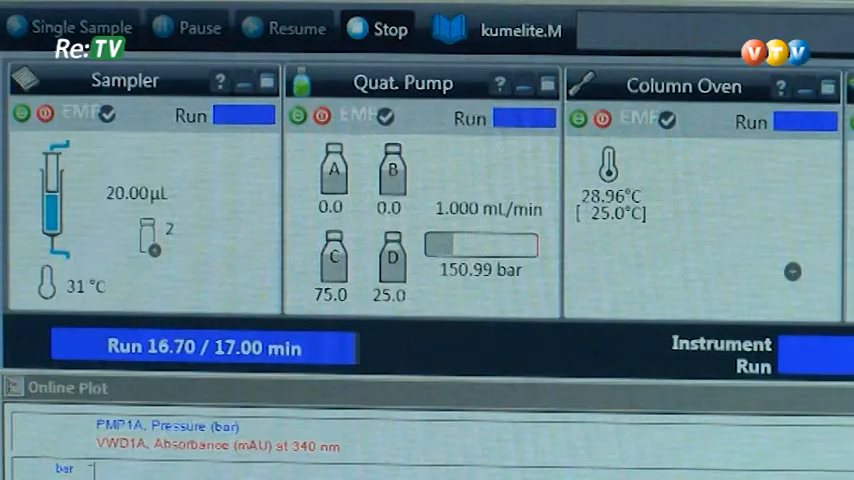 Single Sample Pause Resume Stop kumelite.M
Re:TV
VTV
Sampler ? Quat. Pump ? Column Oven ?
EMF Run EMF Run EMF Run
A B
20.00µL 0.0 0.0 1.000 mL/min 28.96°C
[ 25.0°C]
2
C D
150.99 bar
31 °C 75.0 25.0
Run 16.70 / 17.00 min Instrument
Run
Online Plot
PMP1A, Pressure (bar)
VWD1A, Absorbance (mAU) at 340 nm
bar